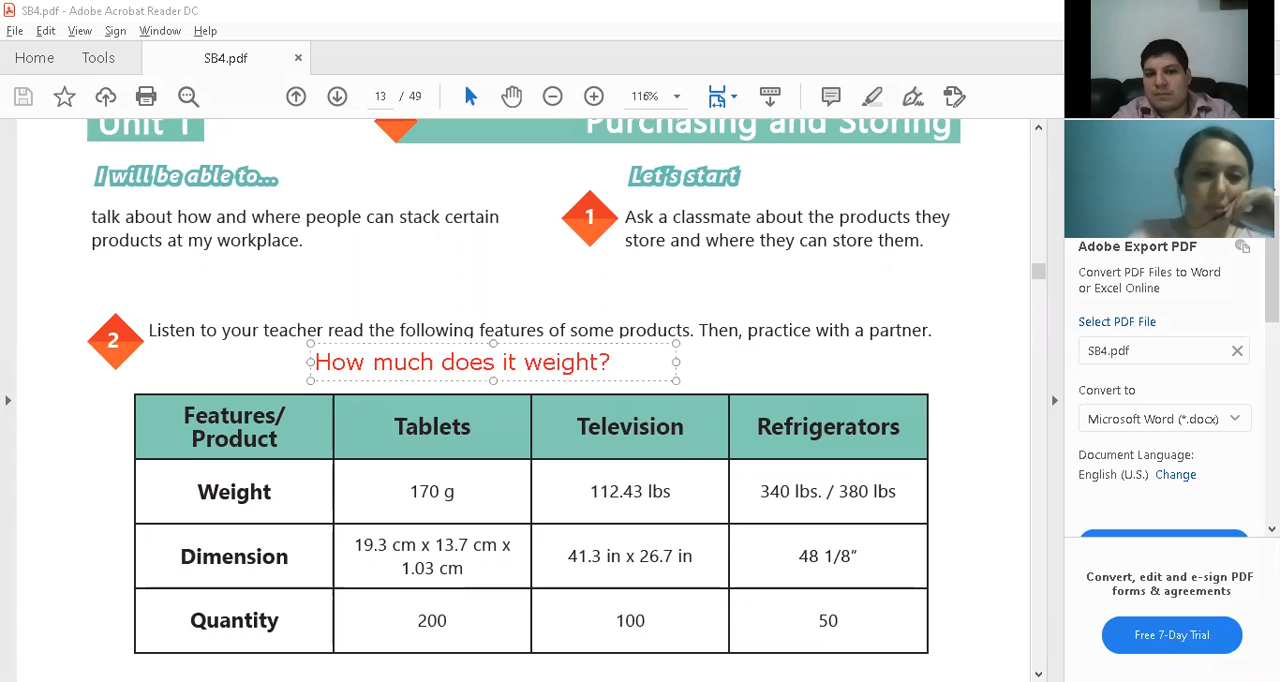 SB4.pdf - Adobe Acrobat Reader DC
File Edit View Sign Window Help
Home Tools SB4.pdf ×
13 / 49 116%
Unit 1 Purchasing and Storing
I will be able to...
talk about how and where people can stack certain
products at my workplace.
Let's start
1 Ask a classmate about the products they
store and where they can store them.
2 Listen to your teacher read the following features of some products. Then, practice with a partner.
How much does it weight?
Features/ Product Tablets Television Refrigerators
Weight 170 g 112.43 lbs 340 lbs. / 380 lbs
Dimension 19.3 cm x 13.7 cm x 1.03 cm 41.3 in x 26.7 in 48 1/8”
Quantity 200 100 50
Adobe Export PDF
Convert PDF Files to Word
or Excel Online
Select PDF File
SB4.pdf
Convert to
Microsoft Word (*.docx)
Document Language:
English (U.S.) Change
Convert, edit and e-sign PDF
forms & agreements
Free 7-Day Trial